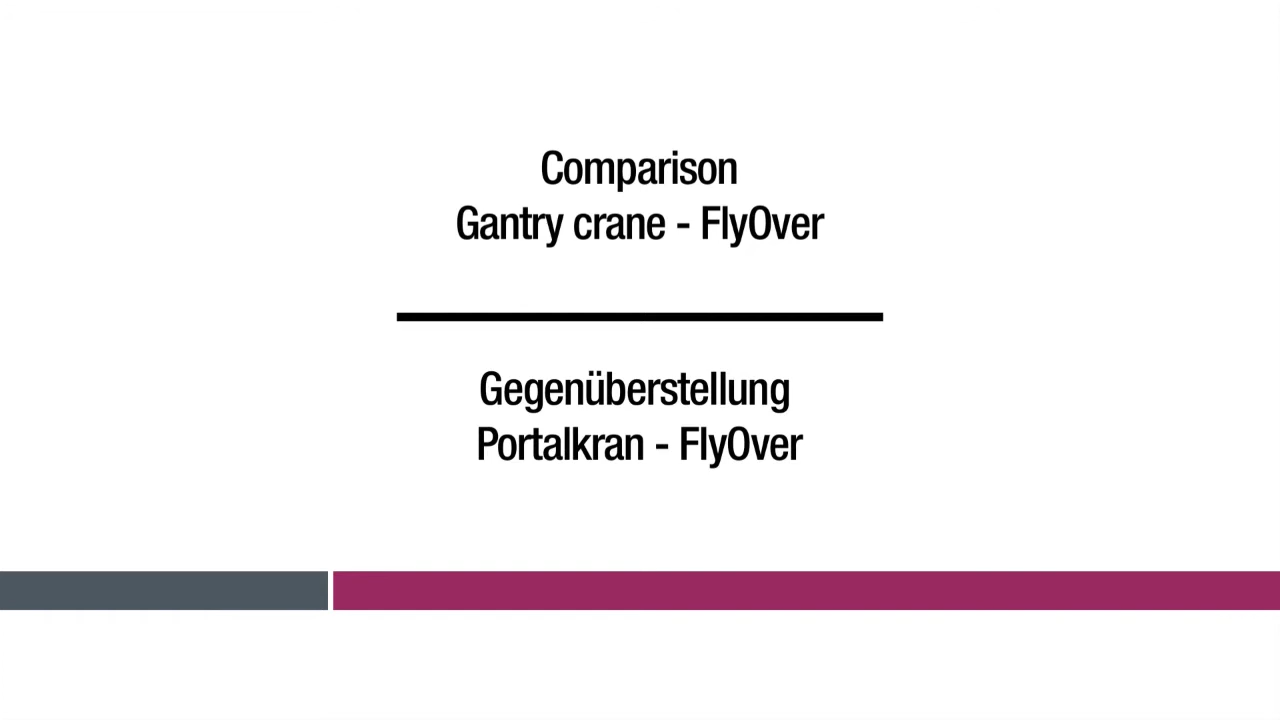 Comparison
Gantry crane - FlyOver
Gegenüberstellung
Portalkran - FlyOver